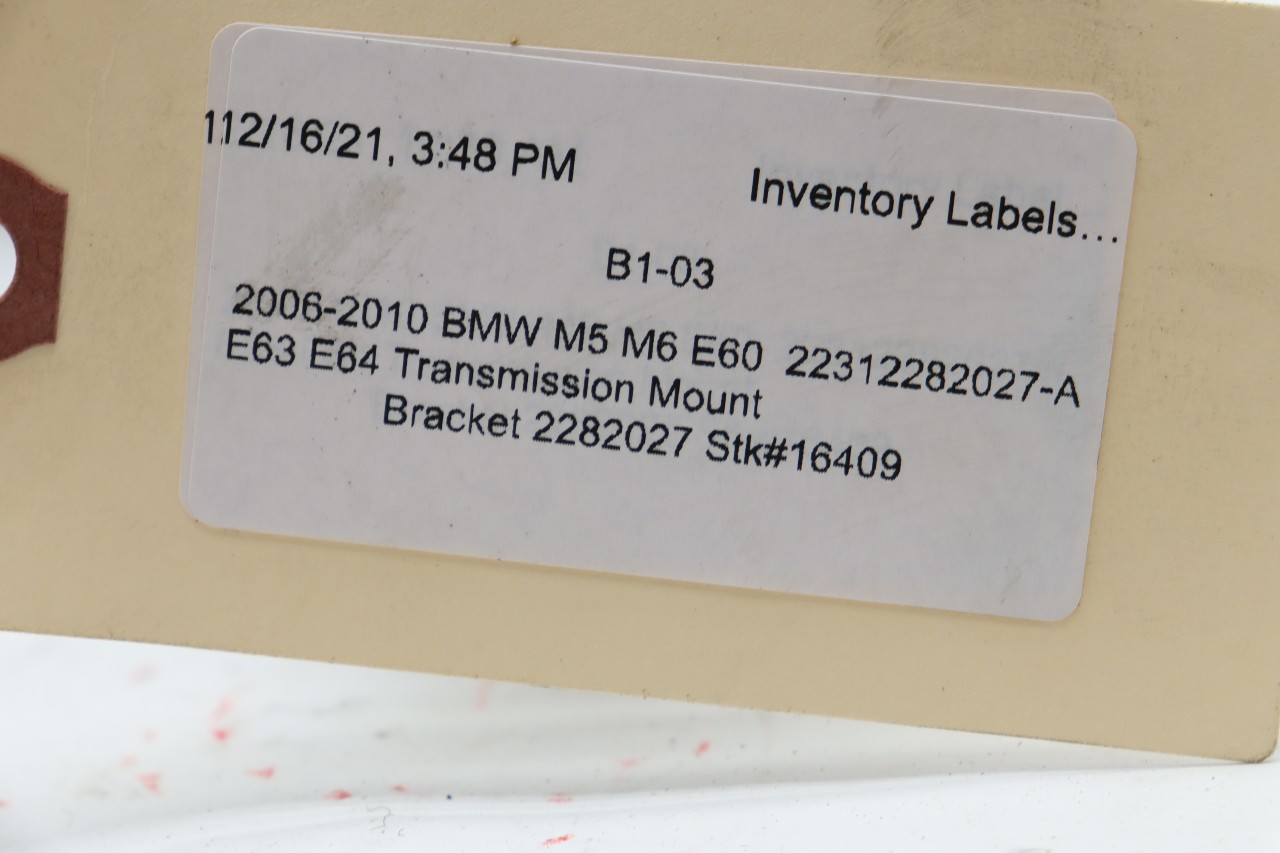 112/16/21, 3:48 PM
Inventory Labels...
B1-03
2006-2010 BMW M5 M6 E60 22312282027-A
E63 E64 Transmission Mount
Bracket 2282027 Stk#16409